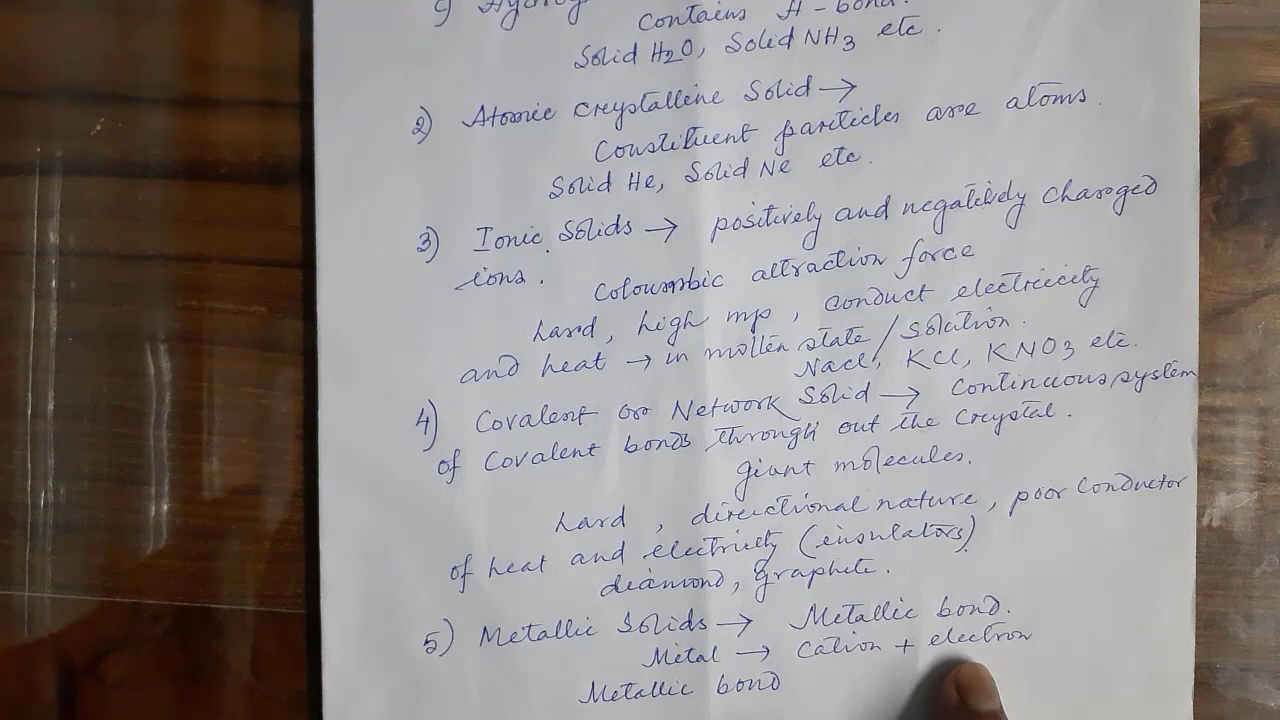 contains H-bond.
Solid H2O, Solid NH3 etc.
2) Atomic Creystalline Solid →
Constituent particles are atoms.
Solid He, Solid Ne etc.
3) Ionic Solids → positively and negatively charged
ions.
Coloumbic attraction force
hard, high mp, conduct electricity
and heat → in molten state/solution.
NaCl, KCl, KNO3 etc.
4) Covalent or Network Solid → Continuous system
of Covalent bonds through out the Creystal.
giant molecules.
hard, directional nature, poor conductor
of heat and electricity (insulators)
diamond, graphite.
5) Metallic Solids → Metallic bond.
Metal → Cation + electron
Metallic bond